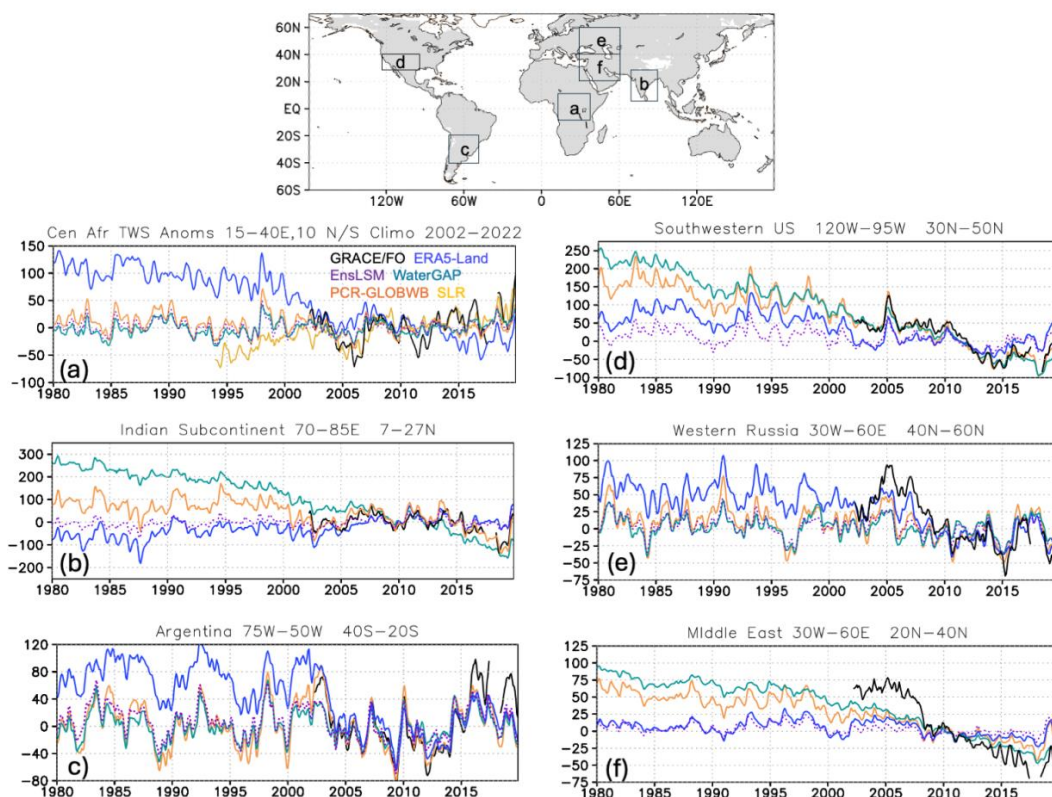 60N
40N
20N
EQ
20S
40S
60S
120W
60W
0
60E
120E
a
b
c
d
e
f
Cen Afr TWS Anoms 15-40E,10 N/S Climo 2002-2022
GRACE/FO ERA5-Land
EnsLSM WaterGAP
PCR-GLOBWB SLR
150
100
50
0
-50
-100
(a)
1980 1985 1990 1995 2000 2005 2010 2015
Southwestern US 120W-95W 30N-50N
250
200
150
100
50
0
-50
-100
(d)
1980 1985 1990 1995 2000 2005 2010 2015
Indian Subcontinent 70-85E 7-27N
300
200
100
0
-100
-200
(b)
1980 1985 1990 1995 2000 2005 2010 2015
Western Russia 30W-60E 40N-60N
125
100
75
50
25
0
-25
-50
-75
(e)
1980 1985 1990 1995 2000 2005 2010 2015
Argentina 75W-50W 40S-20S
120
80
40
0
-40
-80
c)
1980 1985 1990 1995 2000 2005 2010 2015
MIddle East 30W-60E 20N-40N
125
100
75
50
25
0
-25
-50
-75
(f)
1980 1985 1990 1995 2000 2005 2010 2015